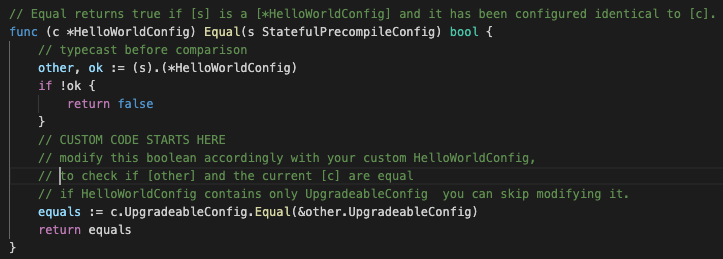 // Equal returns true if [s] is a [*HelloWorldConfig] and it has been configured identical to [c].
func (c *HelloWorldConfig) Equal(s StatefulPrecompileConfig) bool {
    // typecast before comparison
    other, ok := (s).(*HelloWorldConfig)
    if !ok {
        return false
    }
    // CUSTOM CODE STARTS HERE
    // modify this boolean accordingly with your custom HelloWorldConfig,
    // to check if [other] and the current [c] are equal
    // if HelloWorldConfig contains only UpgradeableConfig  you can skip modifying it.
    equals := c.UpgradeableConfig.Equal(&other.UpgradeableConfig)
    return equals
}